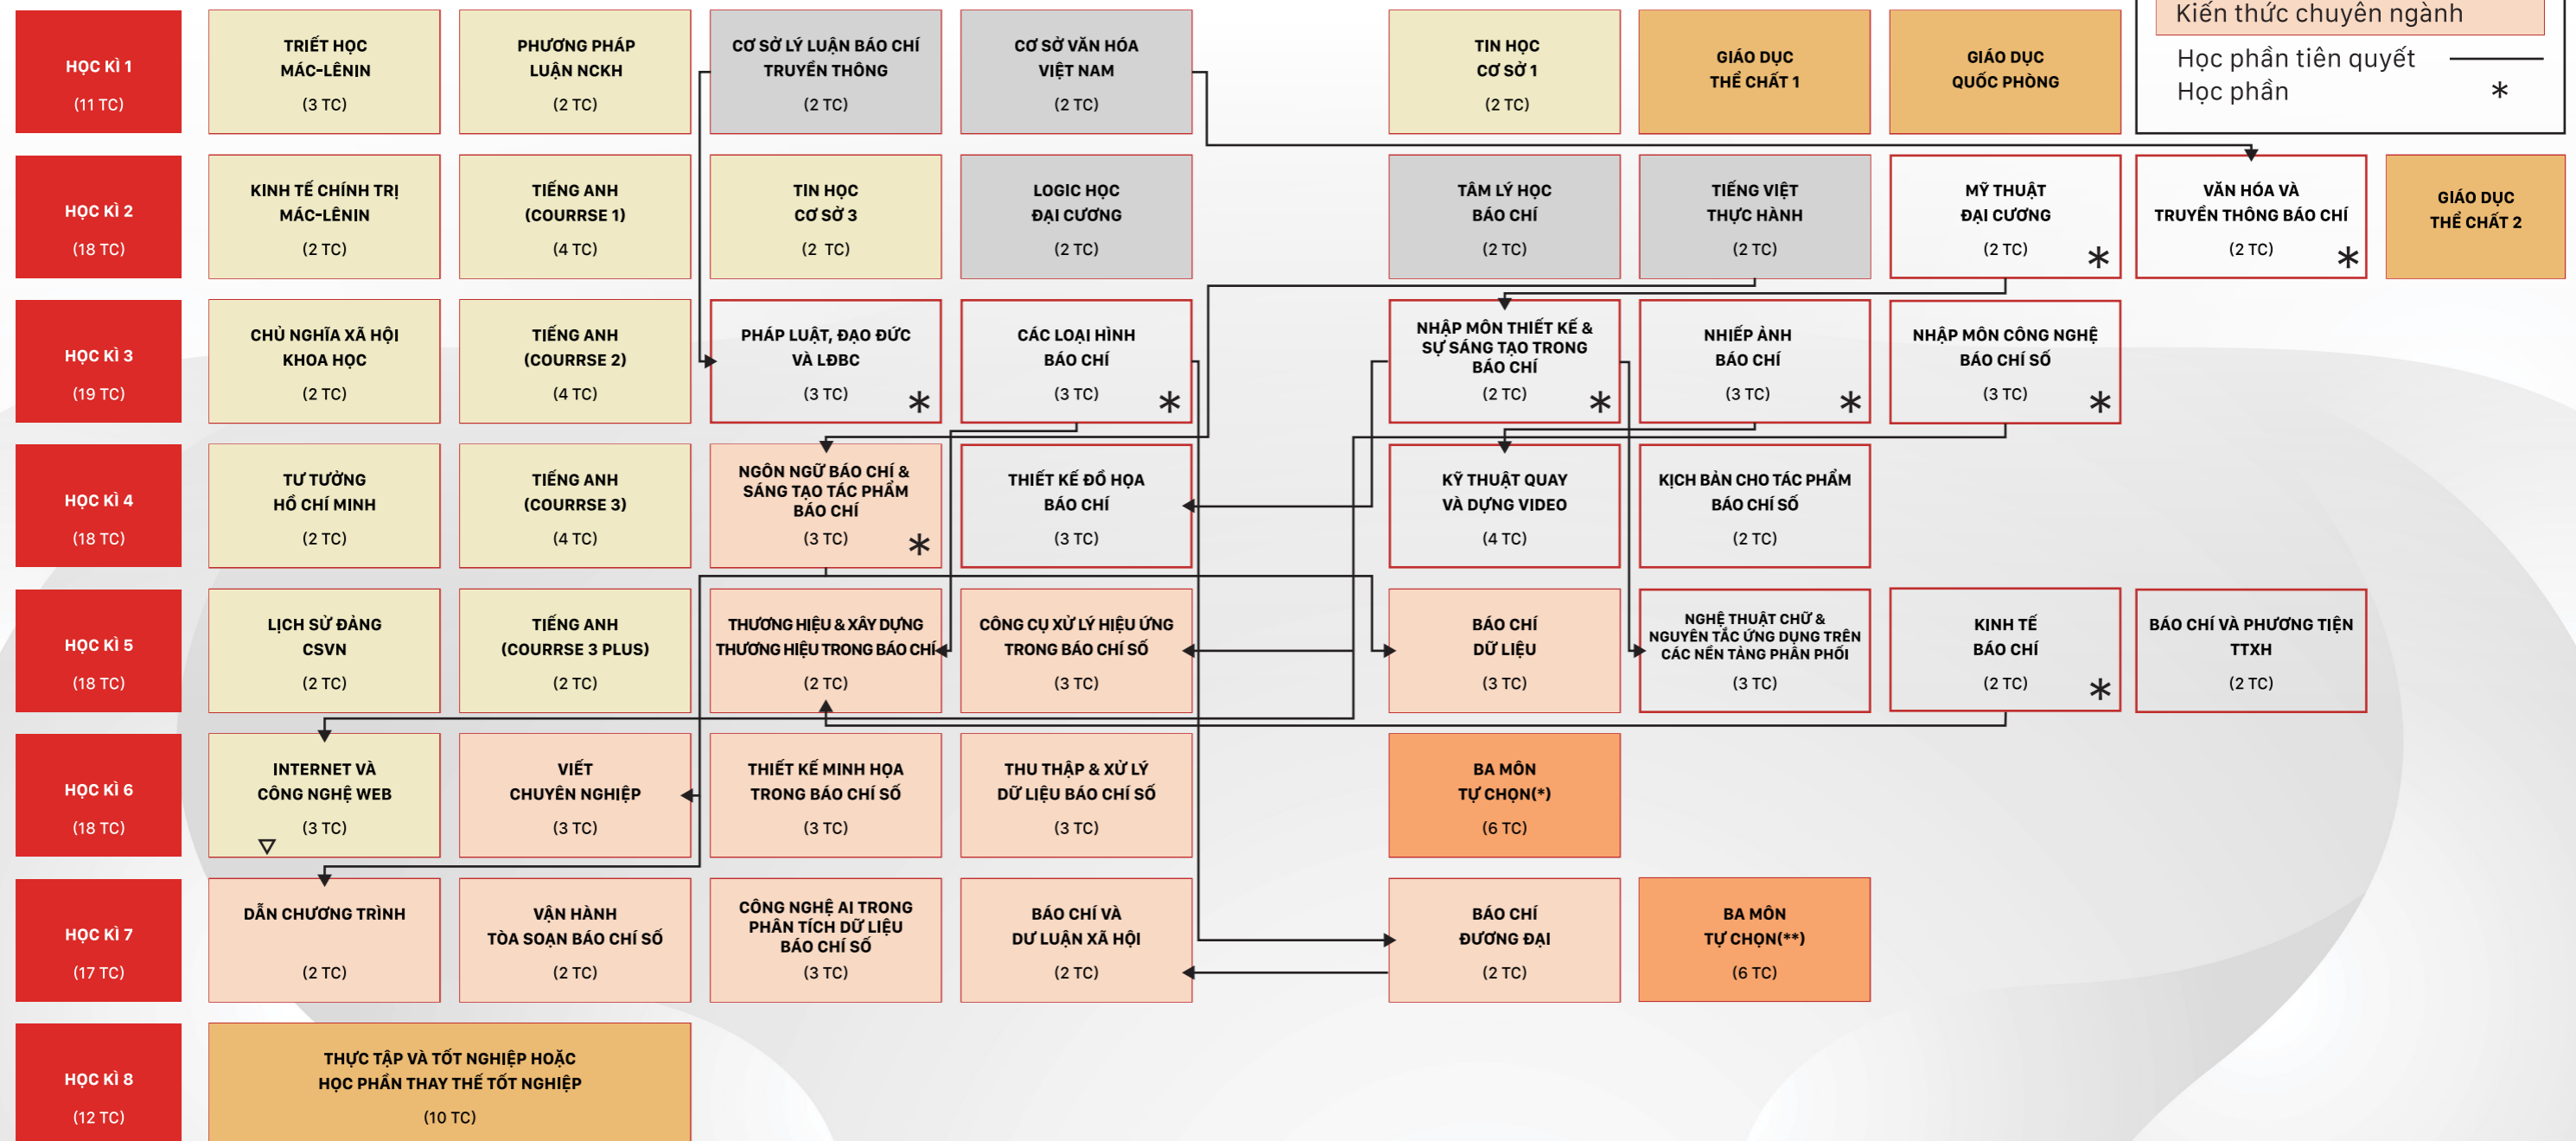 Kiến thức chuyên ngành
Học phần tiên quyết
Học phần *
HỌC KÌ 1
(11 TC)
TRIẾT HỌC
MÁC-LÊNIN
(3 TC)
PHƯƠNG PHÁP
LUẬN NCKH
(2 TC)
CƠ SỞ LÝ LUẬN BÁO CHÍ
TRUYỀN THÔNG
(2 TC)
CƠ SỞ VĂN HÓA
VIỆT NAM
(2 TC)
TIN HỌC
CƠ SỞ 1
(2 TC)
GIÁO DỤC
THỂ CHẤT 1
GIÁO DỤC
QUỐC PHÒNG
HỌC KÌ 2
(18 TC)
KINH TẾ CHÍNH TRỊ
MÁC-LÊNIN
(2 TC)
TIẾNG ANH
(COURRSE 1)
(4 TC)
TIN HỌC
CƠ SỞ 3
(2 TC)
LOGIC HỌC
ĐẠI CƯƠNG
(2 TC)
TÂM LÝ HỌC
BÁO CHÍ
(2 TC)
TIẾNG VIỆT
THỰC HÀNH
(2 TC)
MỸ THUẬT
ĐẠI CƯƠNG
(2 TC)
*
VĂN HÓA VÀ
TRUYỀN THÔNG BÁO CHÍ
(2 TC)
*
GIÁO DỤC
THỂ CHẤT 2
HỌC KÌ 3
(19 TC)
CHỦ NGHĨA XÃ HỘI
KHOA HỌC
(2 TC)
TIẾNG ANH
(COURRSE 2)
(4 TC)
PHÁP LUẬT, ĐẠO ĐỨC
VÀ LĐBC
(3 TC)
*
CÁC LOẠI HÌNH
BÁO CHÍ
(3 TC)
*
NHẬP MÔN THIẾT KẾ &
SỰ SÁNG TẠO TRONG
BÁO CHÍ
(2 TC)
*
NHIẾP ẢNH
BÁO CHÍ
(3 TC)
*
NHẬP MÔN CÔNG NGHỆ
BÁO CHÍ SỐ
(3 TC)
*
HỌC KÌ 4
(18 TC)
TƯ TƯỞNG
HỒ CHÍ MINH
(2 TC)
TIẾNG ANH
(COURRSE 3)
(4 TC)
NGÔN NGỮ BÁO CHÍ &
SÁNG TẠO TÁC PHẨM
BÁO CHÍ
(3 TC)
*
THIẾT KẾ ĐỒ HỌA
BÁO CHÍ
(3 TC)
KỸ THUẬT QUAY
VÀ DỰNG VIDEO
(4 TC)
KỊCH BẢN CHO TÁC PHẨM
BÁO CHÍ SỐ
(2 TC)
HỌC KÌ 5
(18 TC)
LỊCH SỬ ĐẢNG
CSVN
(2 TC)
TIẾNG ANH
(COURRSE 3 PLUS)
(2 TC)
THƯƠNG HIỆU & XÂY DỰNG
THƯƠNG HIỆU TRONG BÁO CHÍ
(2 TC)
CÔNG CỤ XỬ LÝ HIỆU ỨNG
TRONG BÁO CHÍ SỐ
(3 TC)
BÁO CHÍ
DỮ LIỆU
(3 TC)
NGHỆ THUẬT CHỮ &
NGUYÊN TẮC ỨNG DỤNG TRÊN
CÁC NỀN TẢNG PHÂN PHỐI
(3 TC)
KINH TẾ
BÁO CHÍ
(2 TC)
*
BÁO CHÍ VÀ PHƯƠNG TIỆN
TTXH
(2 TC)
HỌC KÌ 6
(18 TC)
INTERNET VÀ
CÔNG NGHỆ WEB
(3 TC)
VIẾT
CHUYÊN NGHIỆP
(3 TC)
THIẾT KẾ MINH HỌA
TRONG BÁO CHÍ SỐ
(3 TC)
THU THẬP & XỬ LÝ
DỮ LIỆU BÁO CHÍ SỐ
(3 TC)
BA MÔN
TỰ CHỌN(*)
(6 TC)
HỌC KÌ 7
(17 TC)
DẪN CHƯƠNG TRÌNH
(2 TC)
VẬN HÀNH
TÒA SOẠN BÁO CHÍ SỐ
(2 TC)
CÔNG NGHỆ AI TRONG
PHÂN TÍCH DỮ LIỆU
BÁO CHÍ SỐ
(3 TC)
BÁO CHÍ VÀ
DƯ LUẬN XÃ HỘI
(2 TC)
BÁO CHÍ
ĐƯƠNG ĐẠI
(2 TC)
BA MÔN
TỰ CHỌN(**)
(6 TC)
HỌC KÌ 8
(12 TC)
THỰC TẬP VÀ TỐT NGHIỆP HOẶC
HỌC PHẦN THAY THẾ TỐT NGHIỆP
(10 TC)